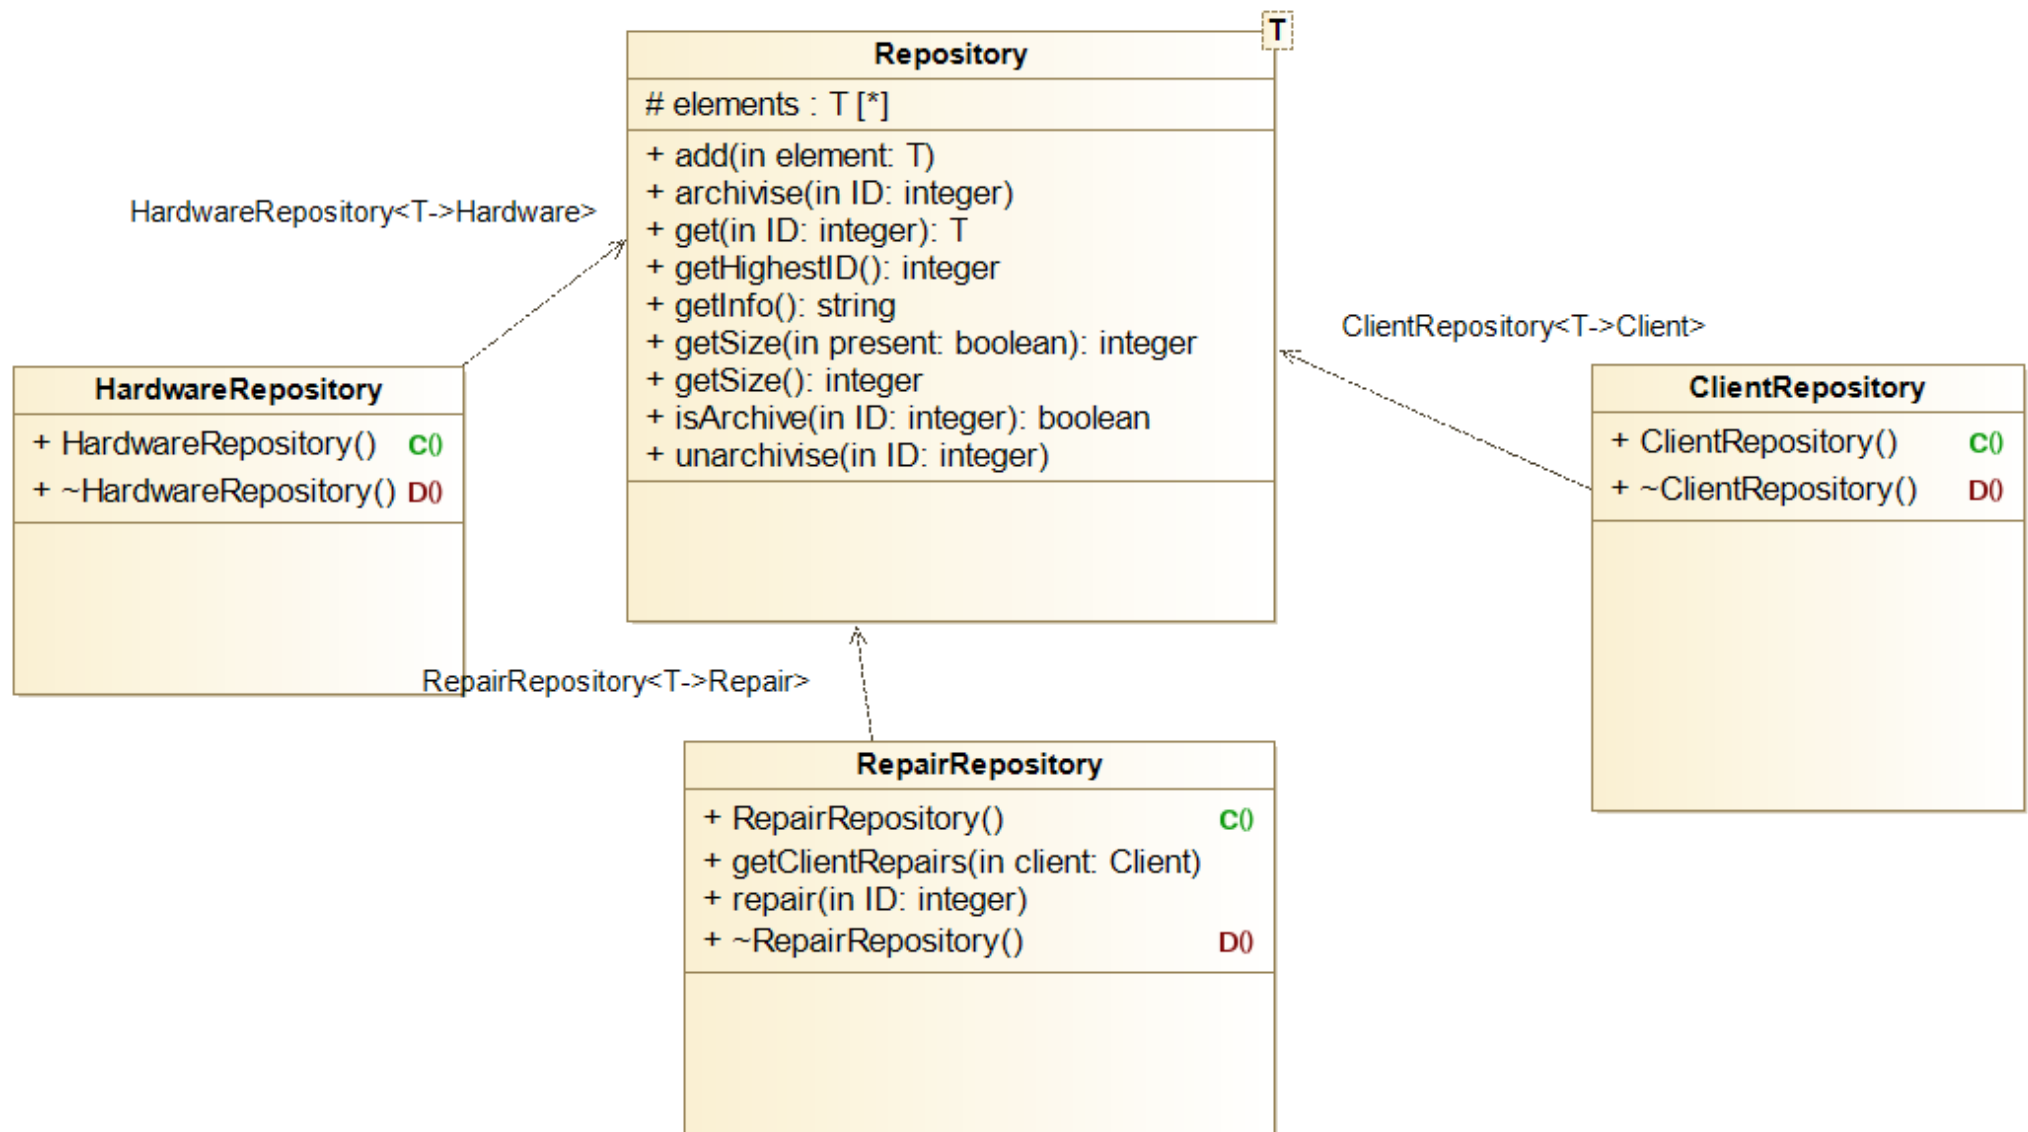 T
Repository
# elements : T [*]
+ add(in element: T)
+ archivise(in ID: integer)
+ get(in ID: integer): T
+ getHighestID(): integer
+ getInfo(): string
+ getSize(in present: boolean): integer
+ getSize(): integer
+ isArchive(in ID: integer): boolean
+ unarchivise(in ID: integer)
HardwareRepository<T->Hardware>
HardwareRepository
+ HardwareRepository() C()
+ ~HardwareRepository() D()
ClientRepository<T->Client>
ClientRepository
+ ClientRepository() C()
+ ~ClientRepository() D()
RepairRepository<T->Repair>
RepairRepository
+ RepairRepository() C()
+ getClientRepairs(in client: Client)
+ repair(in ID: integer)
+ ~RepairRepository() D()